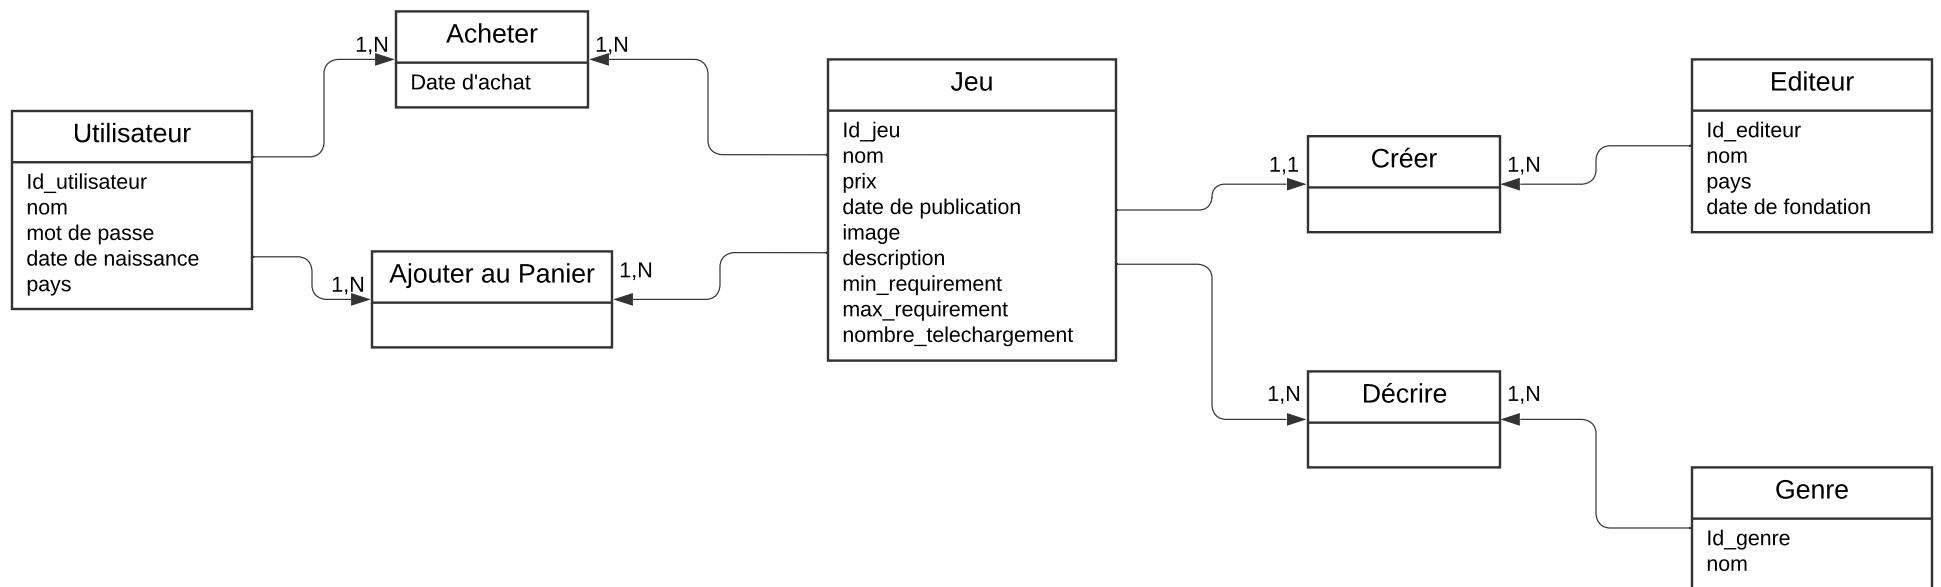 Acheter
1,N
1,N
Date d'achat
Utilisateur
Id_utilisateur
nom
mot de passe
date de naissance
pays
Ajouter au Panier
1,N
1,N
Jeu
Id_jeu
nom
prix
date de publication
image
description
min_requirement
max_requirement
nombre_telechargement
Créer
1,1
1,N
Editeur
Id_editeur
nom
pays
date de fondation
Décrire
1,N
1,N
Genre
Id_genre
nom